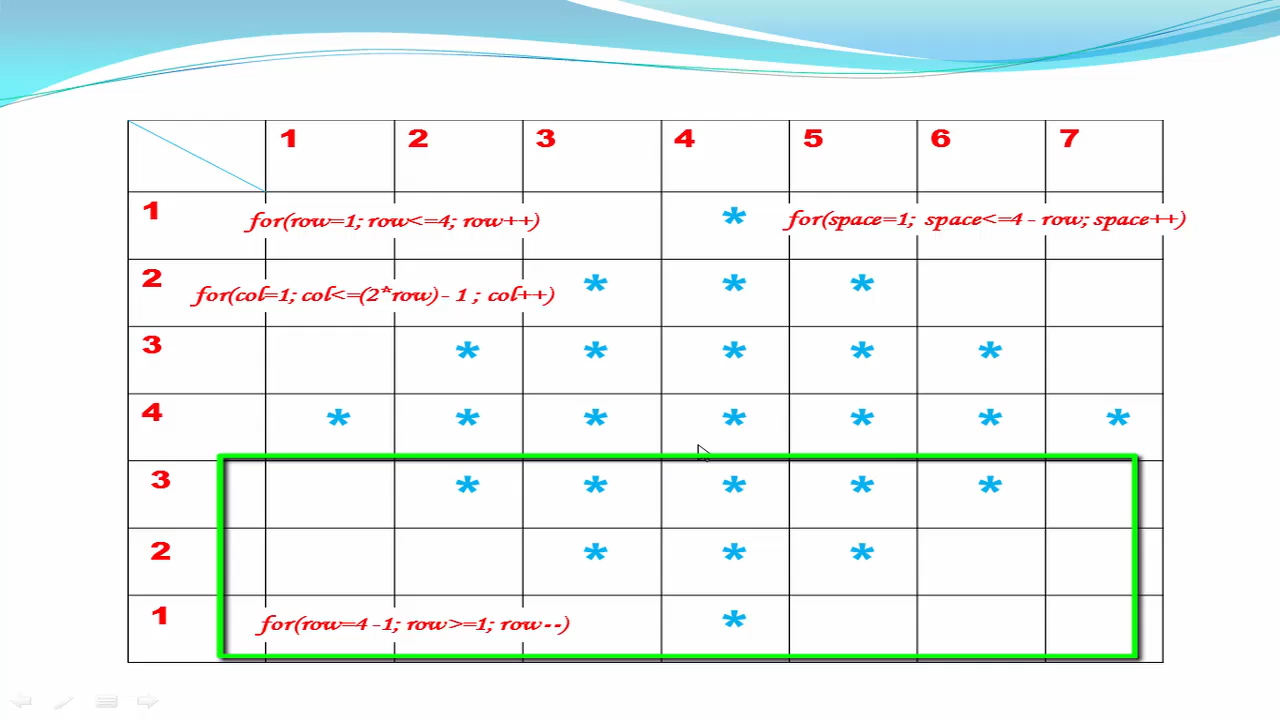 1 2 3 4 5 6 7
1 for(row=1; row<=4; row++) * for(space=1; space<=4 - row; space++)
2 for(col=1; col<=(2*row) - 1 ; col++) * * *
3 * * * * *
4 * * * * * * *
3 * * * * *
2 * * *
1 for(row=4 -1; row>=1; row--) *